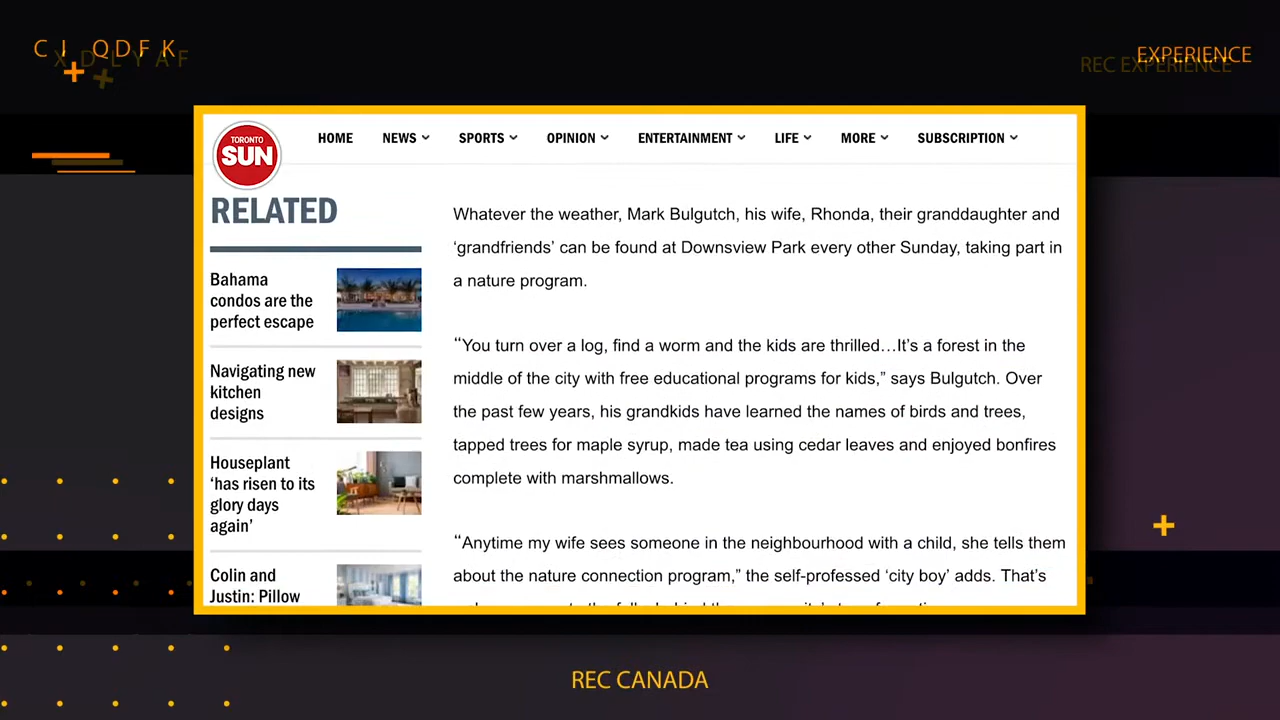 C I QDFK
XDLYAF
EXPERIENCE
REC EXPERIENCE
TORONTO
SUN
HOME NEWS SPORTS OPINION ENTERTAINMENT LIFE MORE SUBSCRIPTION
RELATED
Bahama
condos are the
perfect escape
Navigating new
kitchen
designs
Houseplant
‘has risen to its
glory days
again’
Colin and
Justin: Pillow
Whatever the weather, Mark Bulgutch, his wife, Rhonda, their granddaughter and
‘grandfriends’ can be found at Downsview Park every other Sunday, taking part in
a nature program.
“You turn over a log, find a worm and the kids are thrilled…It’s a forest in the
middle of the city with free educational programs for kids,” says Bulgutch. Over
the past few years, his grandkids have learned the names of birds and trees,
tapped trees for maple syrup, made tea using cedar leaves and enjoyed bonfires
complete with marshmallows.
“Anytime my wife sees someone in the neighbourhood with a child, she tells them
about the nature connection program,” the self-professed ‘city boy’ adds. That’s
REC CANADA